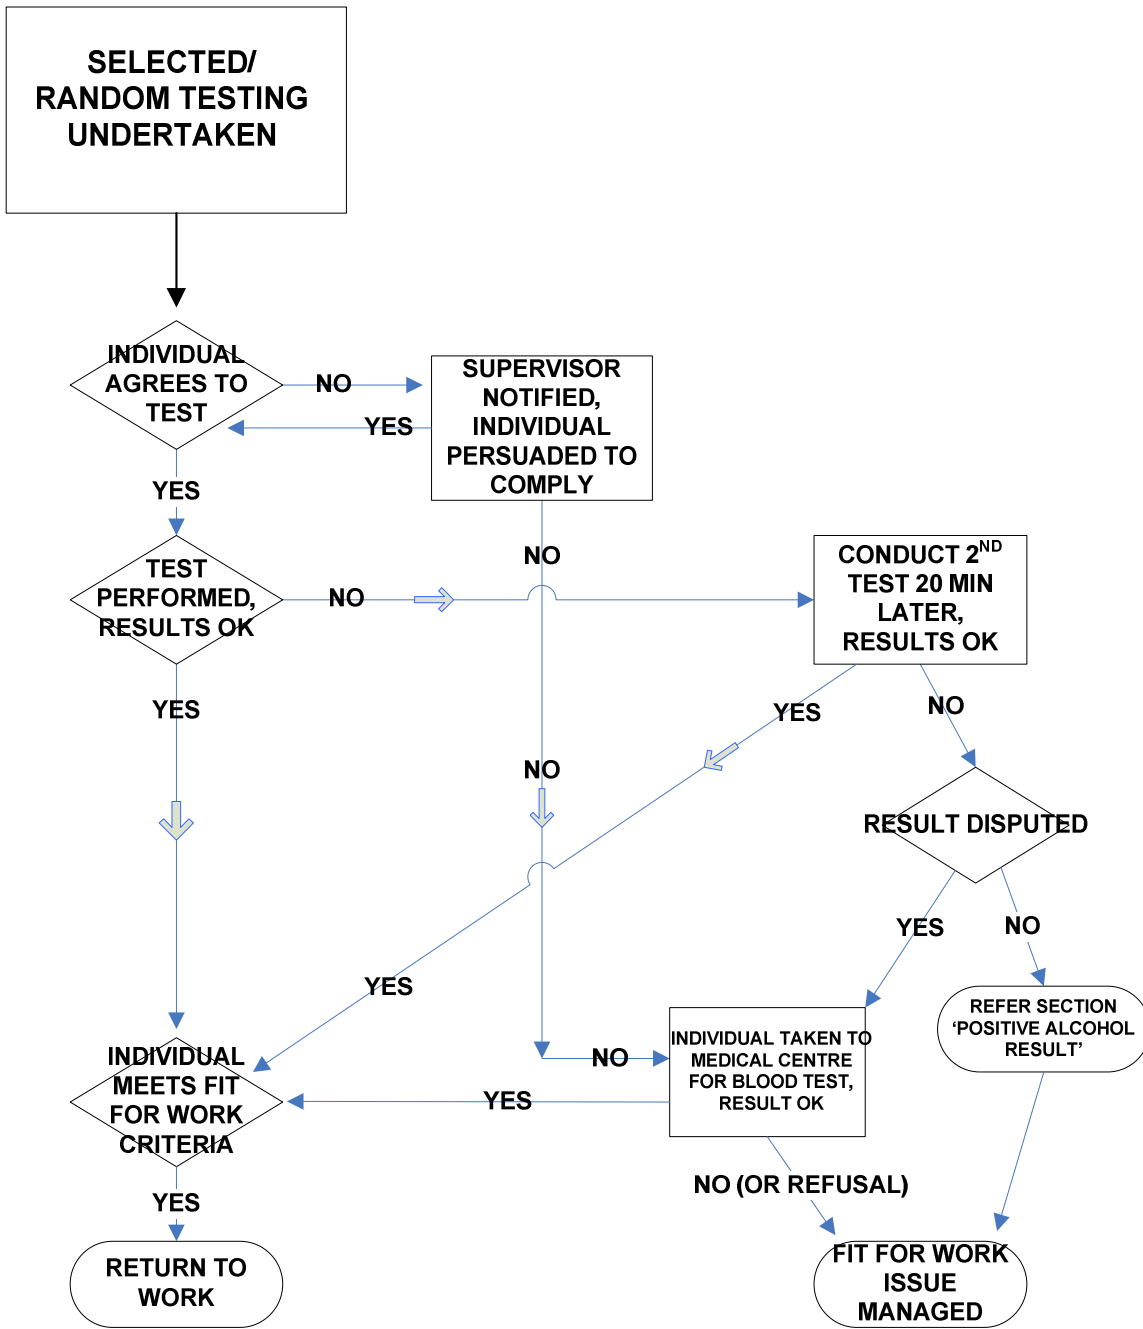 SELECTED/
RANDOM TESTING
UNDERTAKEN
INDIVIDUAL
AGREES TO
TEST
NO
YES
SUPERVISOR
NOTIFIED,
INDIVIDUAL
PERSUADED TO
COMPLY
YES
NO
TEST
PERFORMED,
RESULTS OK
NO
CONDUCT 2ND
TEST 20 MIN
LATER,
RESULTS OK
YES
YES
NO
NO
RESULT DISPUTED
YES
NO
YES
REFER SECTION
‘POSITIVE ALCOHOL
RESULT’
INDIVIDUAL TAKEN TO
MEDICAL CENTRE
FOR BLOOD TEST,
RESULT OK
NO
YES
INDIVIDUAL
MEETS FIT
FOR WORK
CRITERIA
NO (OR REFUSAL)
YES
RETURN TO
WORK
FIT FOR WORK
ISSUE
MANAGED